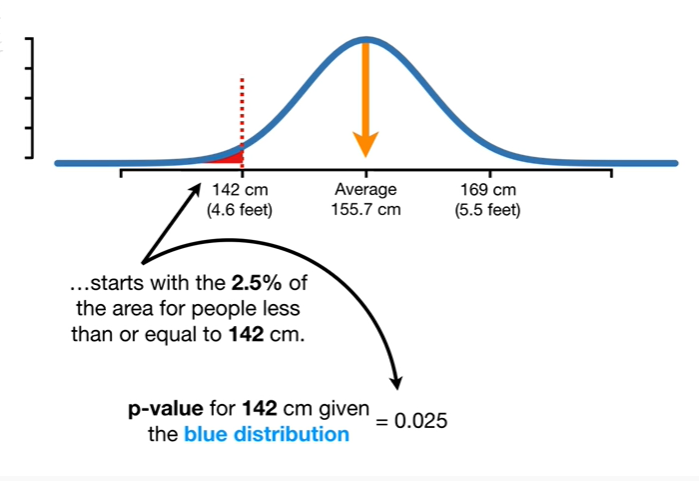 142 cm
(4.6 feet)
Average
155.7 cm
169 cm
(5.5 feet)
...starts with the 2.5% of
the area for people less
than or equal to 142 cm.
p-value for 142 cm given
the blue distribution
= 0.025